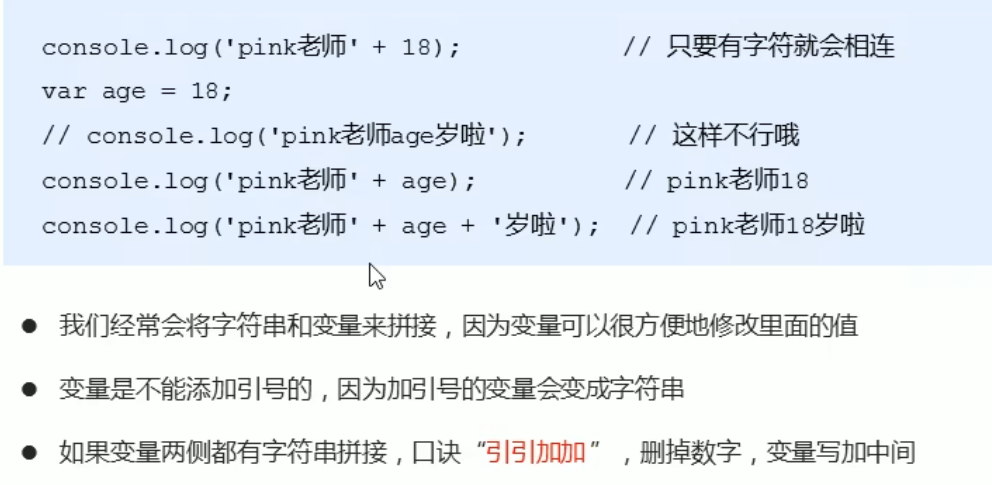 console.log('pink老师' + 18); // 只要有字符就会相连
var age = 18;
// console.log('pink老师age岁啦'); // 这样不行哦
console.log('pink老师' + age); // pink老师18
console.log('pink老师' + age + '岁啦'); // pink老师18岁啦
● 我们经常会将字符串和变量来拼接，因为变量可以很方便地修改里面的值
● 变量是不能添加引号的，因为加引号的变量会变成字符串
● 如果变量两侧都有字符串拼接，口诀“引引加加 ”，删掉数字，变量写加中间